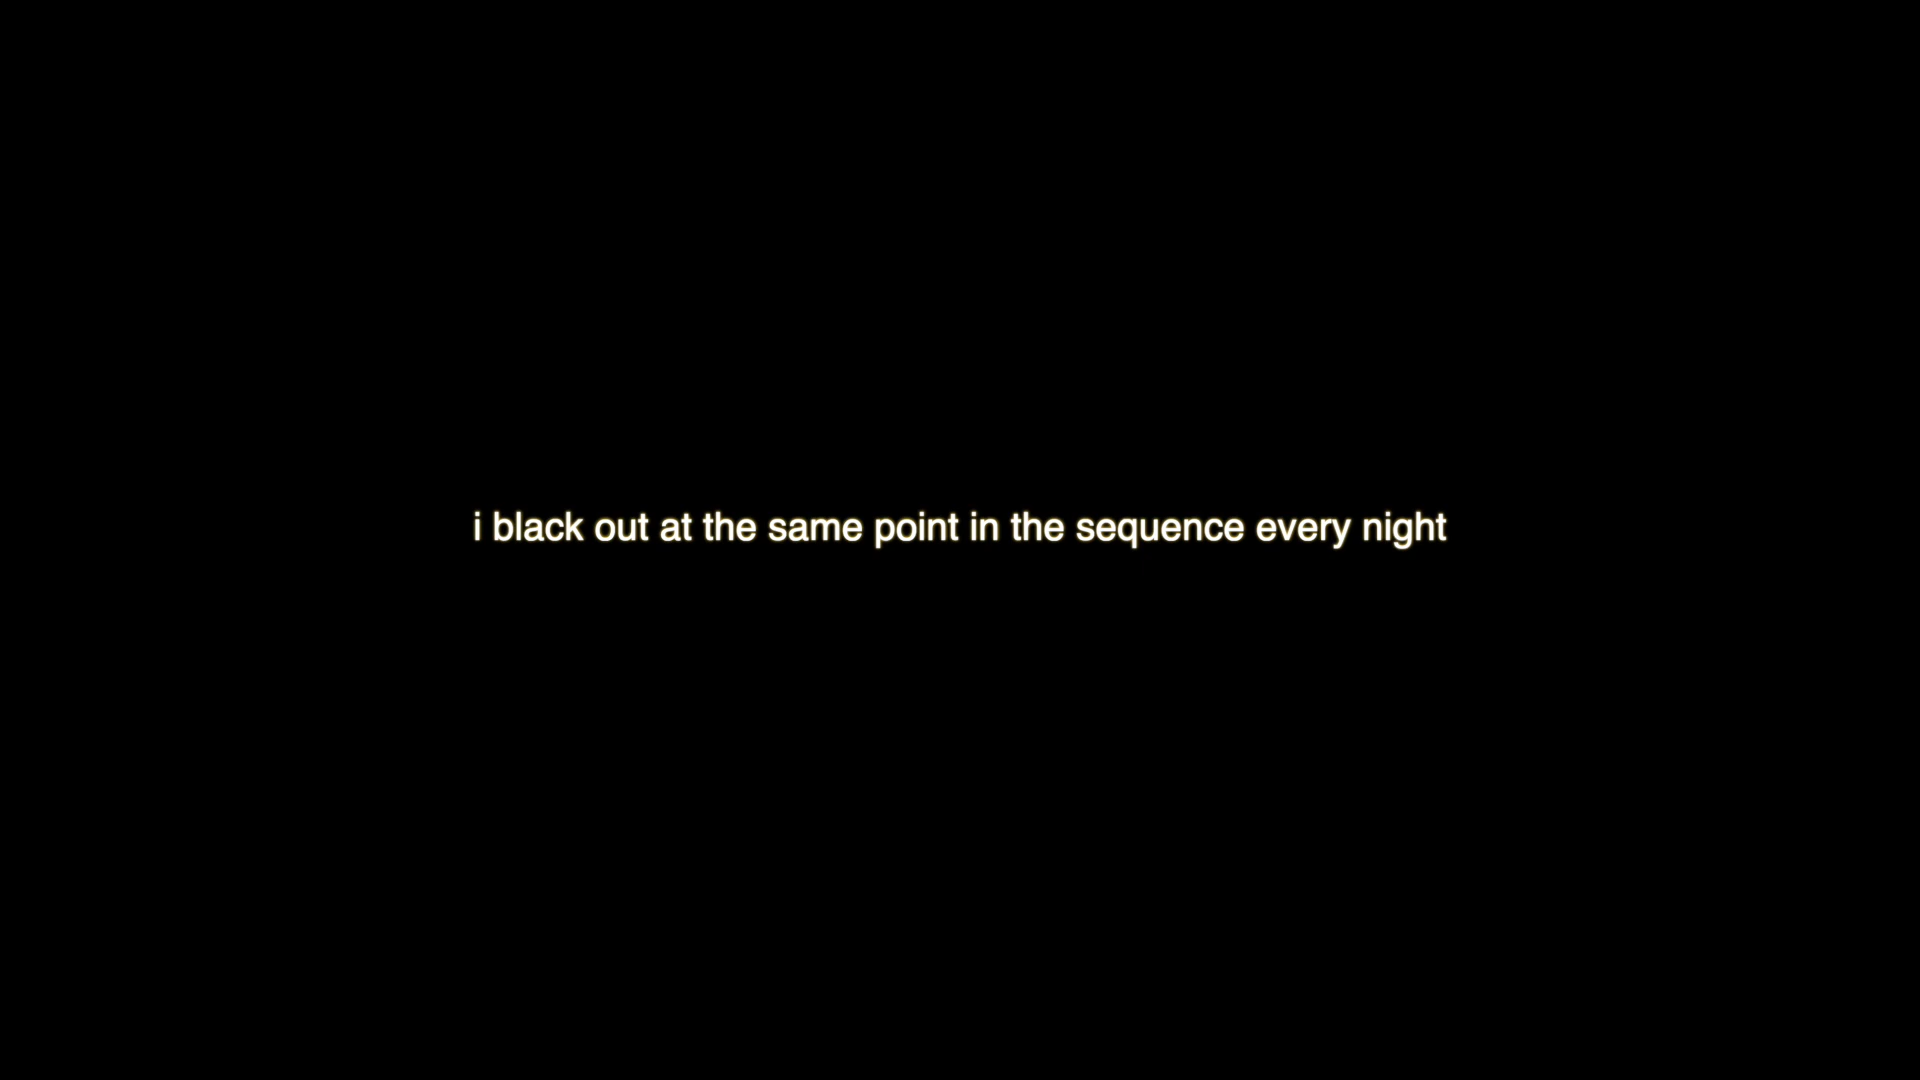 i black out at the same point in the sequence every night